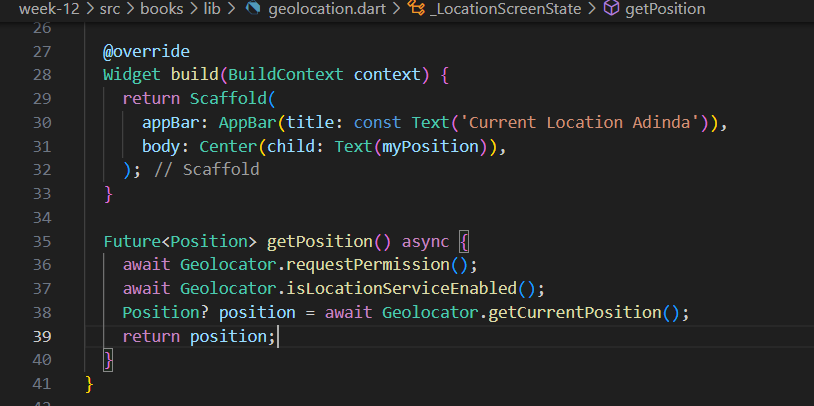 week-12 > src > books > lib > geolocation.dart > _LocationScreenState > getPosition
26
27 @override
28 Widget build(BuildContext context) {
29 return Scaffold(
30 appBar: AppBar(title: const Text('Current Location Adinda')),
31 body: Center(child: Text(myPosition)),
32 ); // Scaffold
33 }
34
35 Future<Position> getPosition() async {
36 await Geolocator.requestPermission();
37 await Geolocator.isLocationServiceEnabled();
38 Position? position = await Geolocator.getCurrentPosition();
39 return position;
40 }
41 }
42